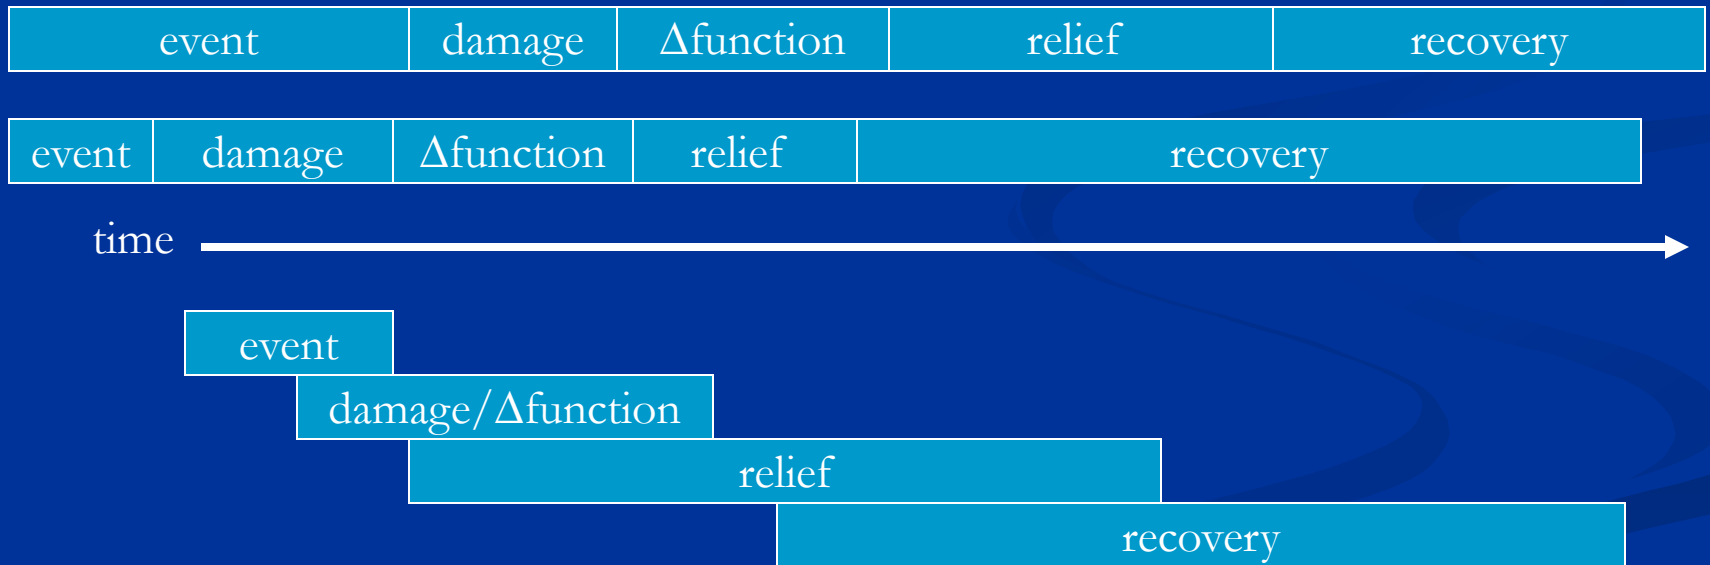 event damage Δfunction relief recovery
event damage Δfunction relief recovery
time
event
damage/Δfunction
relief
recovery